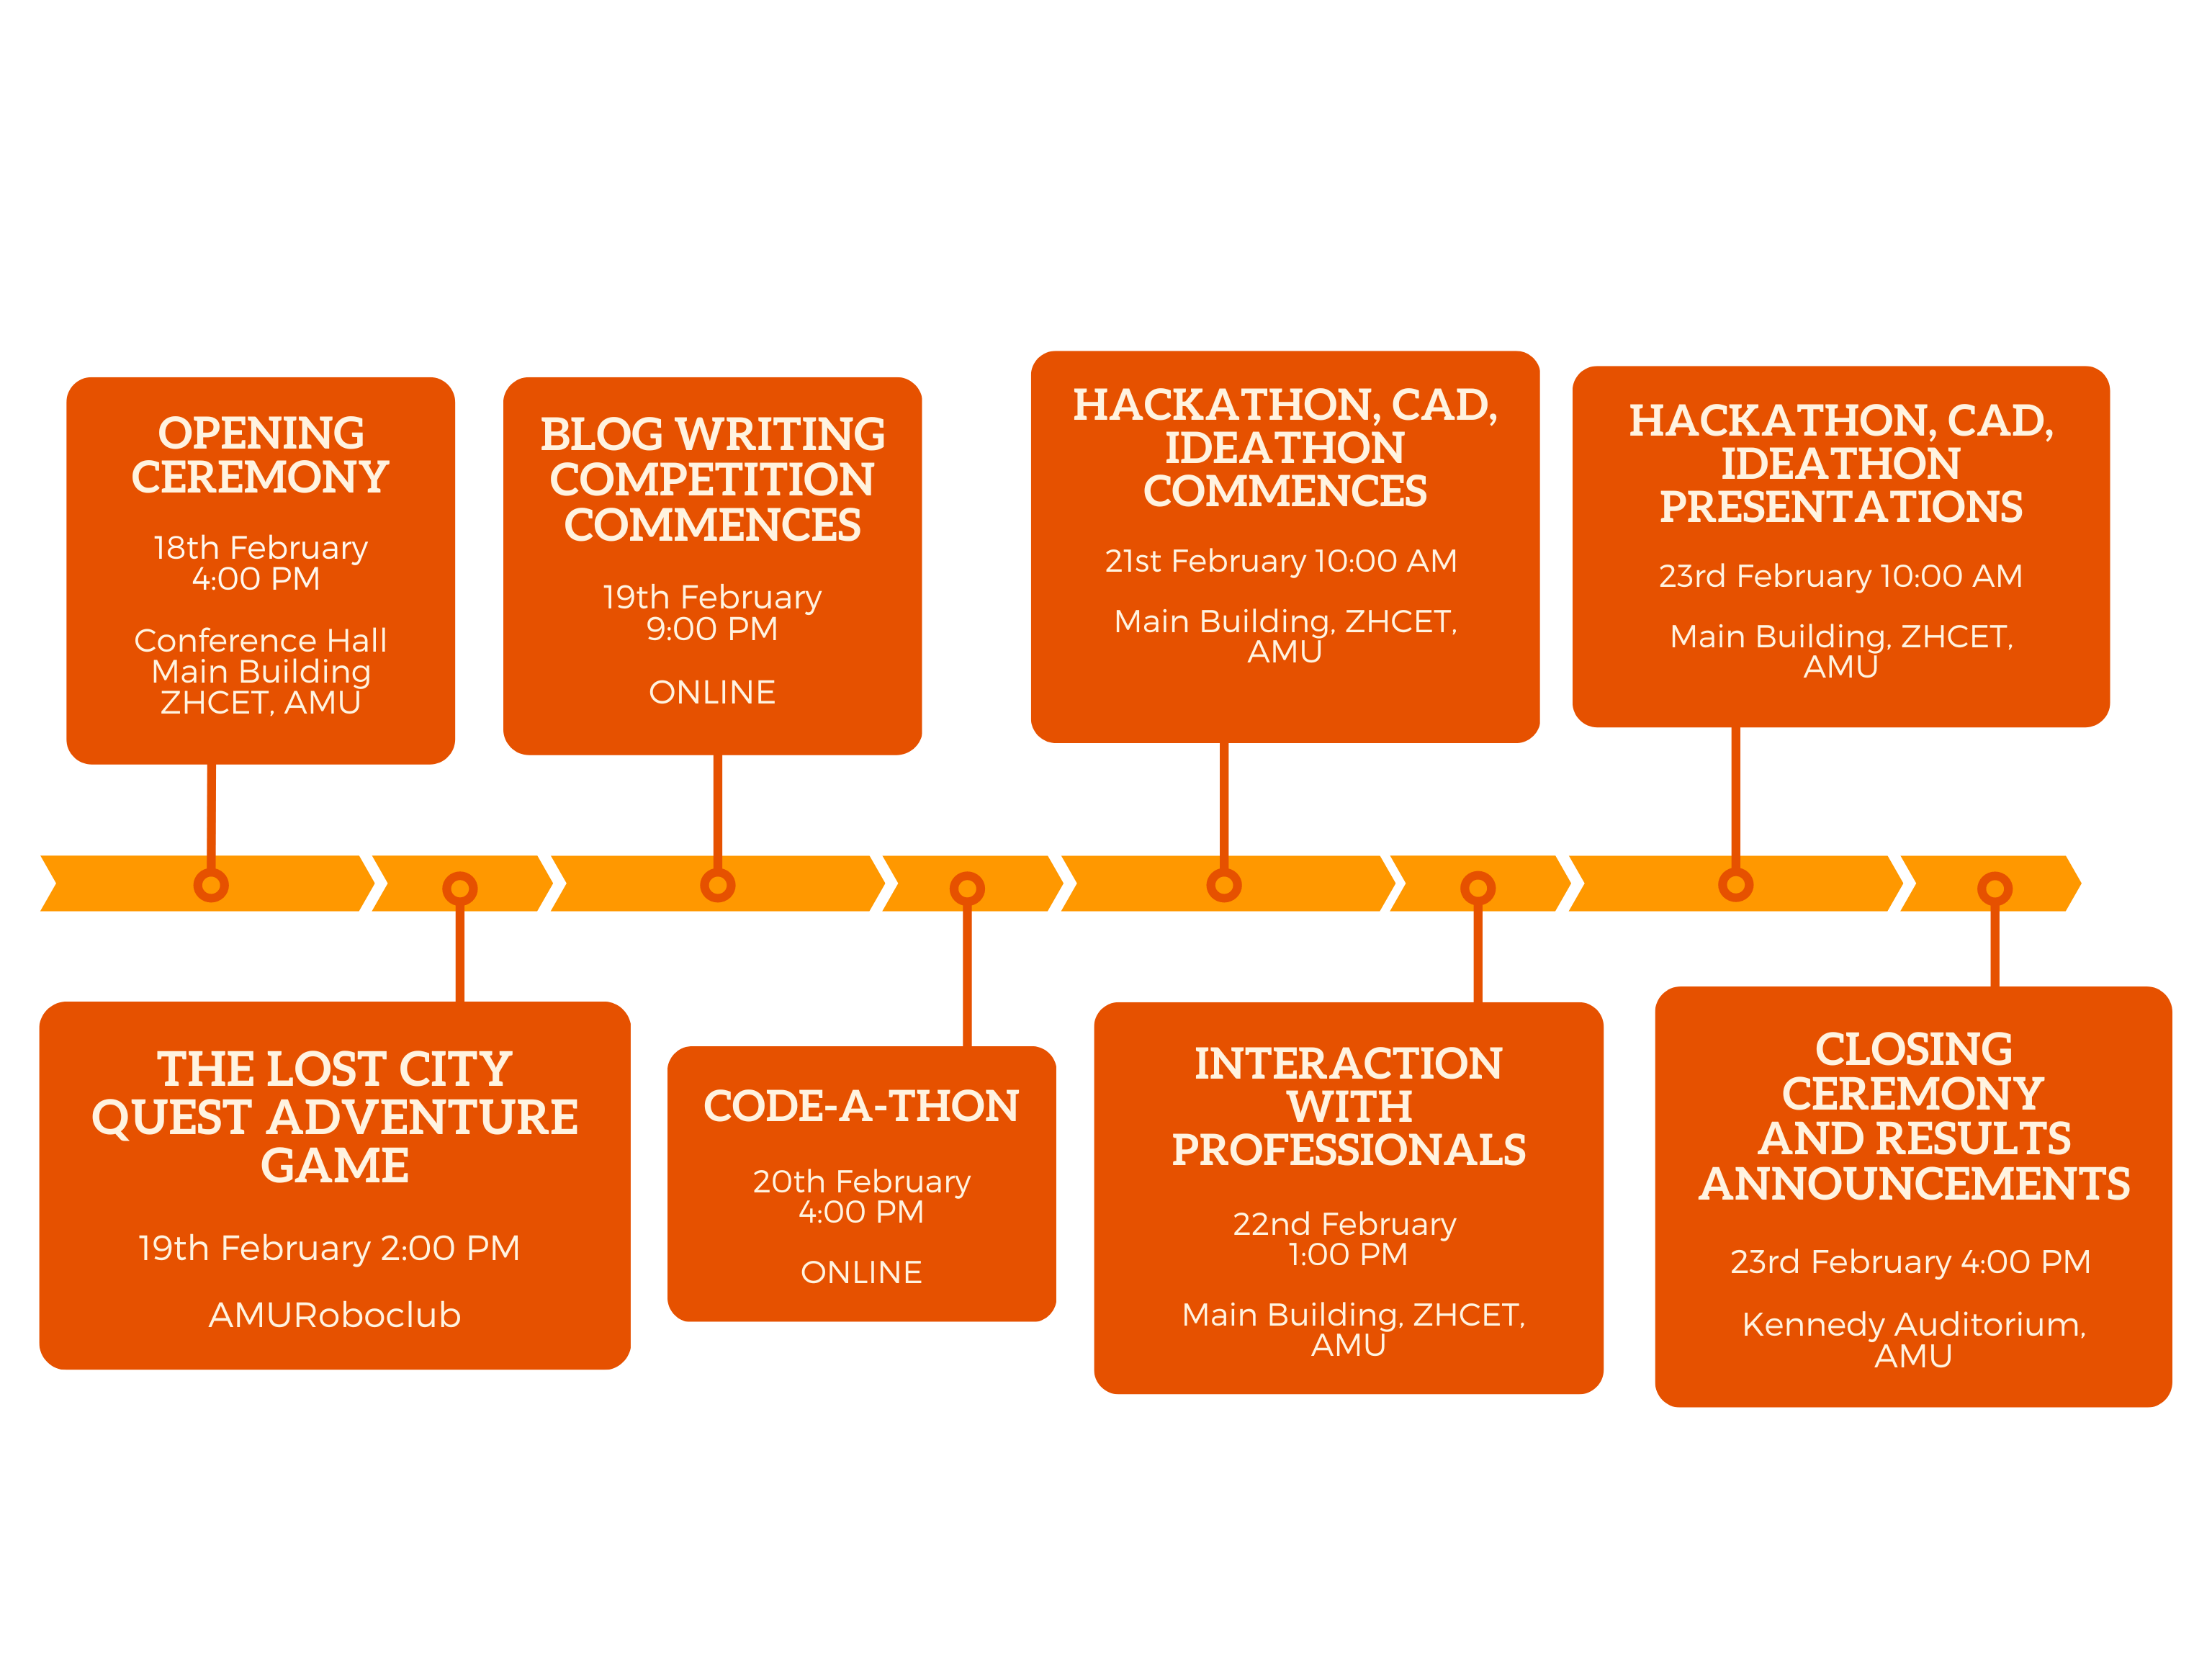 OPENING
CEREMONY
18th February
4:00 PM
Conference Hall
Main Building
ZHCET, AMU
THE LOST CITY
QUEST ADVENTURE
GAME
19th February 2:00 PM
AMURoboclub
BLOG WRITING
COMPETITION
COMMENCES
19th February
9:00 PM
ONLINE
CODE-A-THON
20th February
4:00 PM
ONLINE
HACKATHON, CAD,
IDEATHON
COMMENCES
21st February 10:00 AM
Main Building, ZHCET,
AMU
INTERACTION
WITH
PROFESSIONALS
22nd February
1:00 PM
Main Building, ZHCET,
AMU
HACKATHON, CAD,
IDEATHON
PRESENTATIONS
23rd February 10:00 AM
Main Building, ZHCET,
AMU
CLOSING
CEREMONY
AND RESULTS
ANNOUNCEMENTS
23rd February 4:00 PM
Kennedy Auditorium,
AMU